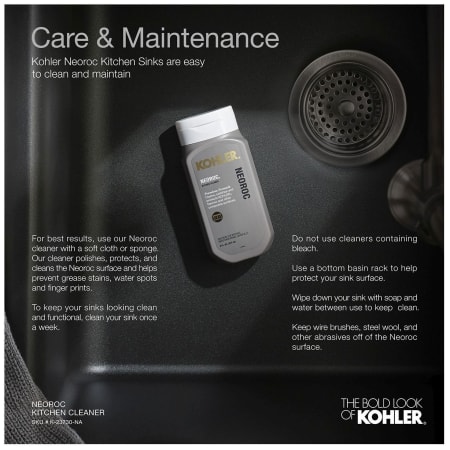 Care & Maintenance
Kohler Neoroc Kitchen Sinks are easy
to clean and maintain
KOHLER.
NEOROC
NEOROC
For best results, use our Neoroc
cleaner with a soft cloth or sponge.
Our cleaner polishes, protects, and
cleans the Neoroc surface and helps
prevent grease stains, water spots
and finger prints.
To keep your sinks looking clean
and functional, clean your sink once
a week.
Do not use cleaners containing
bleach.
Use a bottom basin rack to help
protect your sink surface.
Wipe down your sink with soap and
water between use to keep clean.
Keep wire brushes, steel wool, and
other abrasives off of the Neoroc
surface.
NEOROC
KITCHEN CLEANER
SKU # R-23730-NA
THE BOLD LOOK
OF KOHLER®